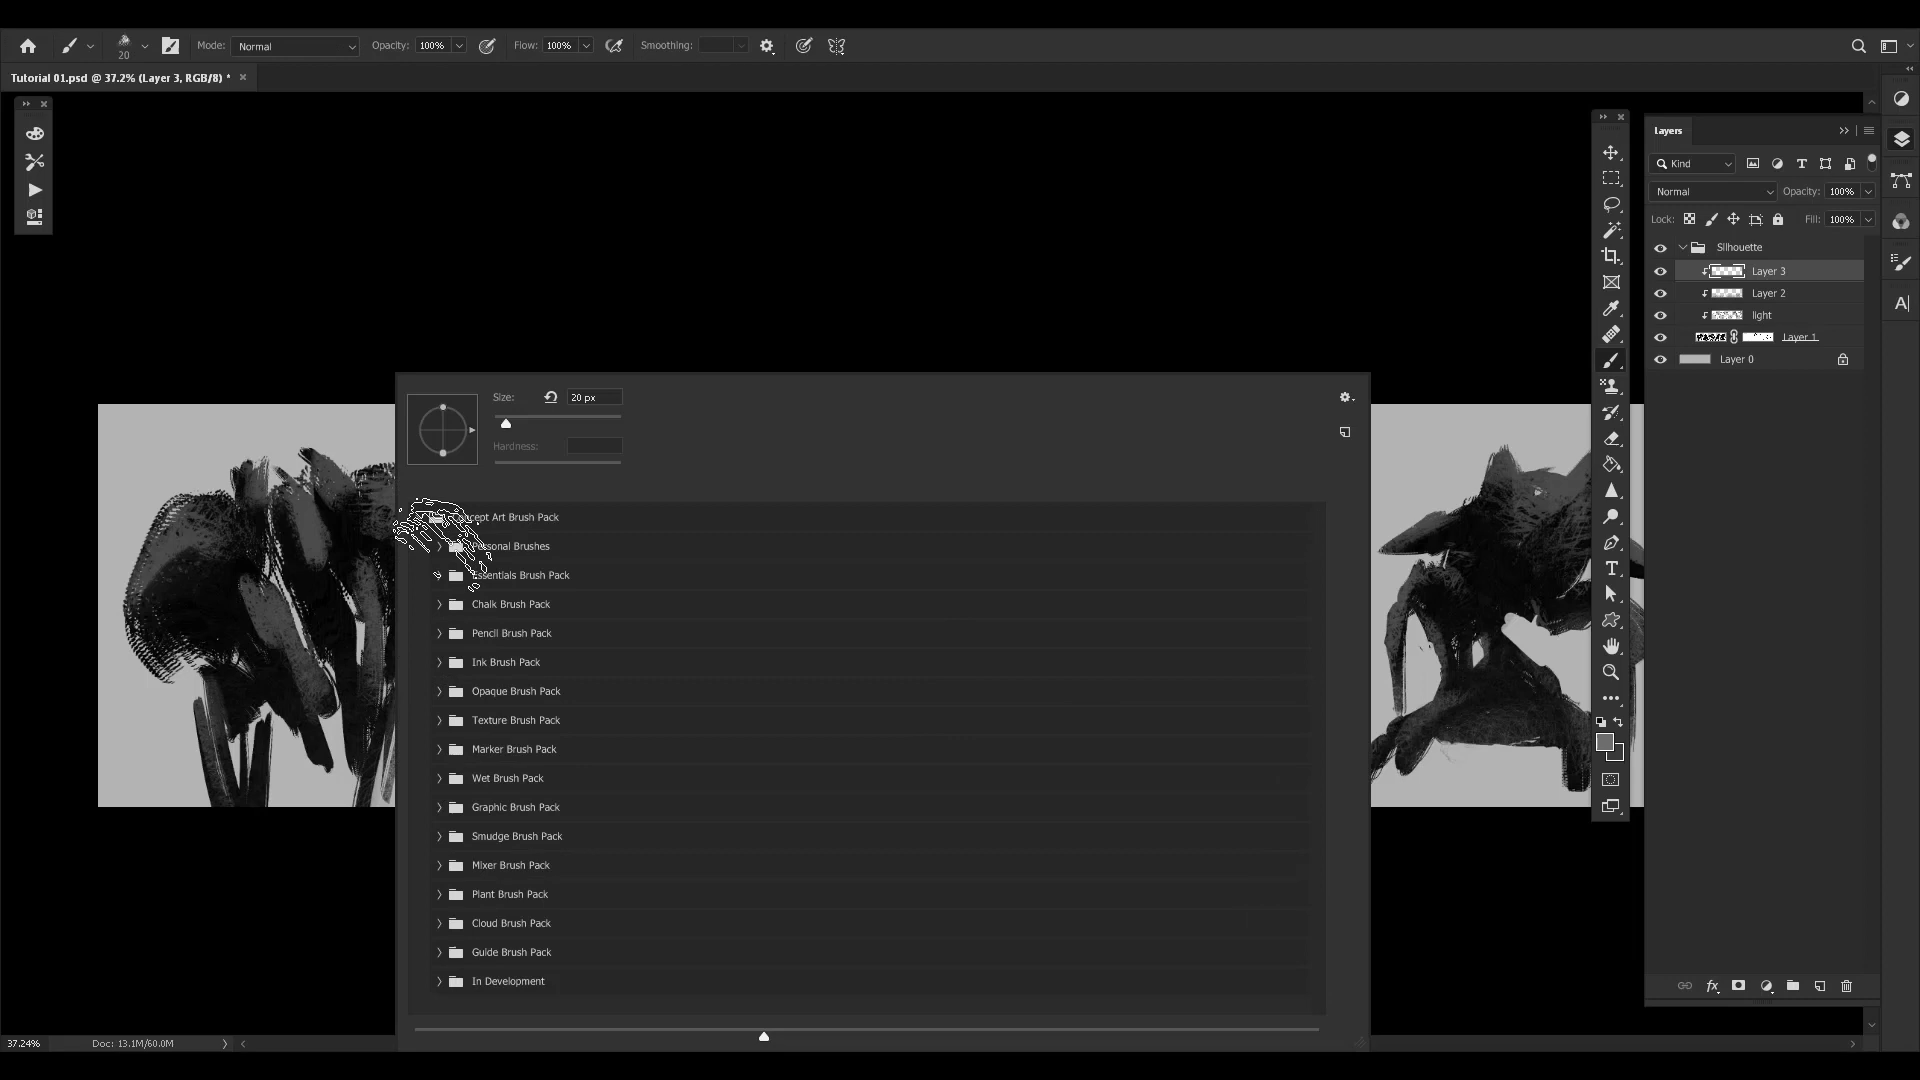 20
Mode: Normal
Opacity: 100%
Flow: 100%
Smoothing:
Tutorial 01.psd @ 37.2% (Layer 3, RGB/8) *
Layers
Kind
Normal
Opacity: 100%
Lock:
Fill: 100%
Silhouette
Layer 3
Layer 2
light
Layer 1
Layer 0
Size:
20 px
Hardness:
Concept Art Brush Pack
Personal Brushes
Essentials Brush Pack
Chalk Brush Pack
Pencil Brush Pack
Ink Brush Pack
Opaque Brush Pack
Texture Brush Pack
Marker Brush Pack
Wet Brush Pack
Graphic Brush Pack
Smudge Brush Pack
Mixer Brush Pack
Plant Brush Pack
Cloud Brush Pack
Guide Brush Pack
In Development
fx
37.24%
Doc: 13.1M/60.0M